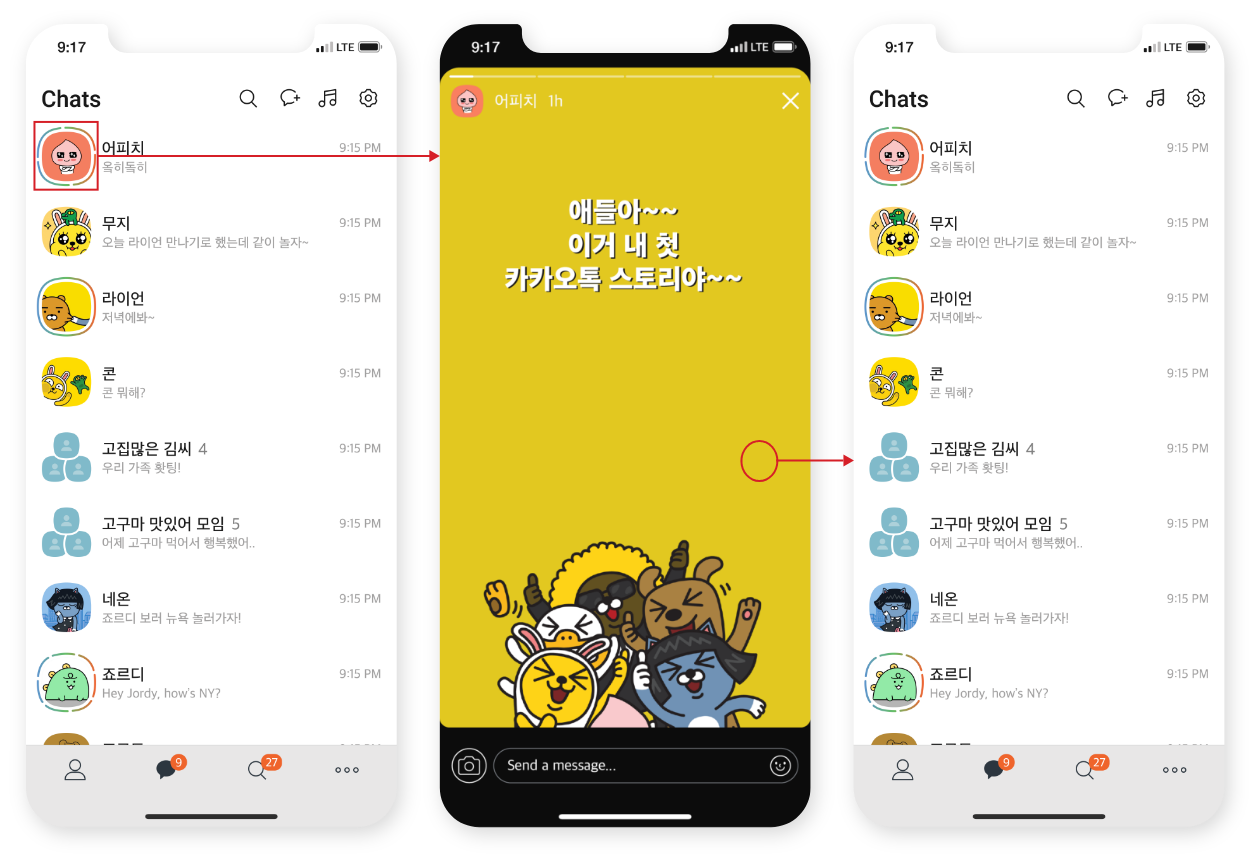 9:17
LTE
Chats
어피치
9:15 PM
옥히독히
무지
9:15 PM
오늘 라이언 만나기로 했는데 같이 놀자~
라이언
9:15 PM
저녁에봐~
콘
9:15 PM
콘 뭐해?
고집많은 김씨 4
9:15 PM
우리 가족 홧팅!
고구마 맛있어 모임 5
9:15 PM
어제 고구마 먹어서 행복했어..
네온
9:15 PM
죠르디 보러 뉴욕 놀러가자!
죠르디
9:15 PM
Hey Jordy, how's NY?
9
27
9:17
LTE
어피치 1h
얘들아~~
이거 내 첫
카카오톡 스토리야~~
Send a message...
9:17
LTE
Chats
어피치
9:15 PM
옥히독히
무지
9:15 PM
오늘 라이언 만나기로 했는데 같이 놀자~
라이언
9:15 PM
저녁에봐~
콘
9:15 PM
콘 뭐해?
고집많은 김씨 4
9:15 PM
우리 가족 홧팅!
고구마 맛있어 모임 5
9:15 PM
어제 고구마 먹어서 행복했어..
네온
9:15 PM
죠르디 보러 뉴욕 놀러가자!
죠르디
9:15 PM
Hey Jordy, how's NY?
9
27